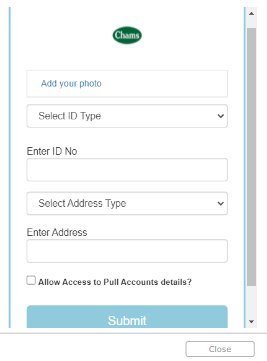 Chams
Add your photo
Select ID Type
Enter ID No
Select Address Type
Enter Address
Allow Access to Pull Accounts details?
Submit
Close